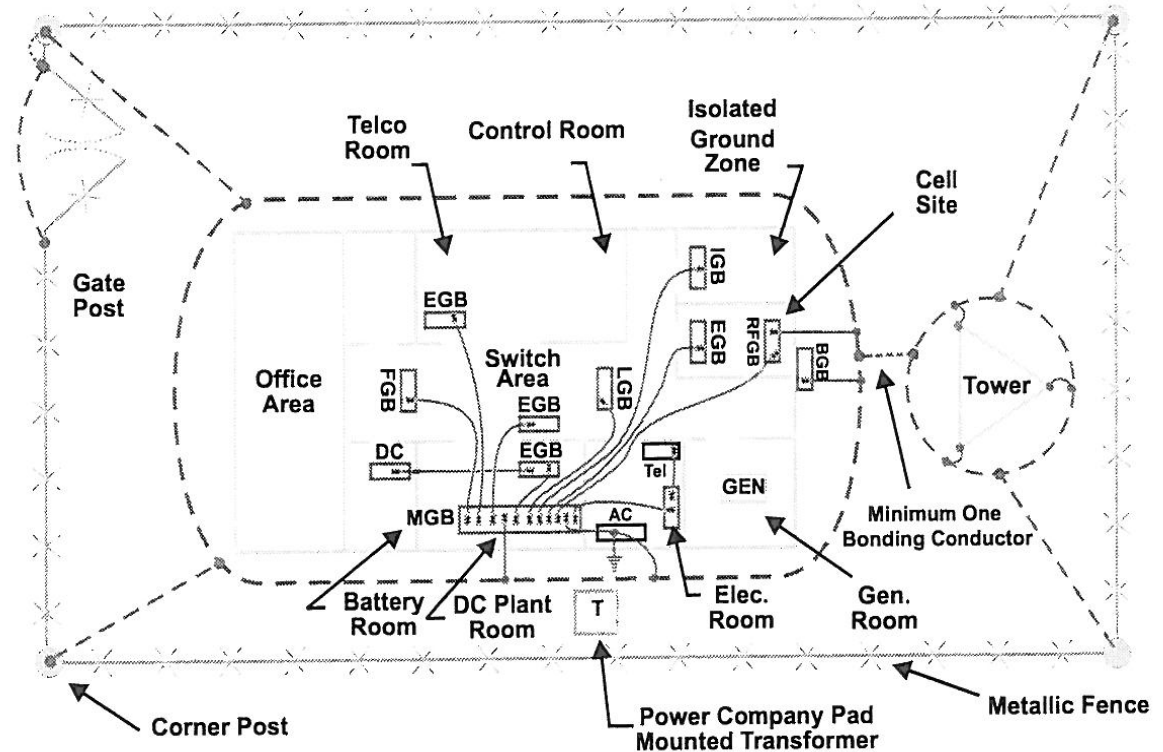 Isolated
Ground
Zone
Telco
Room
Control Room
Cell
Site
Gate
Post
EGB
IGB
EGB
RFGB
BGB
Tower
Office
Area
FGB
Switch
Area
EGB
LGB
DC
EGB
Tel
GEN
MGB
AC
Minimum One
Bonding Conductor
Battery
Room
DC Plant
Room
T
Elec.
Room
Gen.
Room
Metallic Fence
Corner Post
Power Company Pad
Mounted Transformer